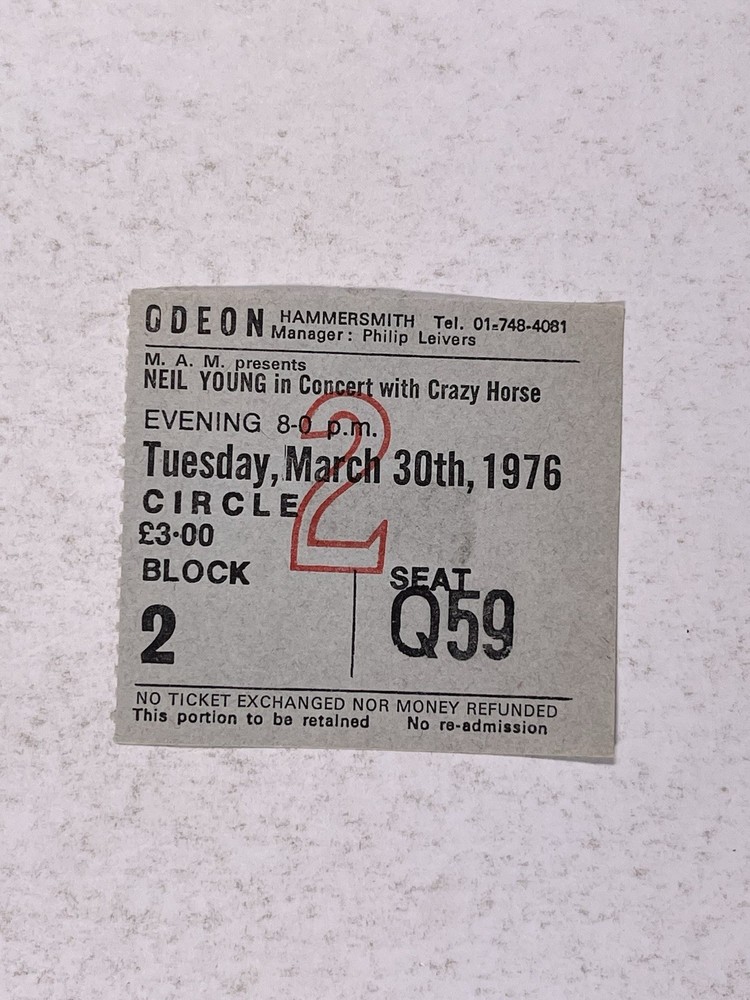 ODEON HAMMERSMITH Tel. 01-748-4081
Manager: Philip Leivers
M. A. M. presents
NEIL YOUNG in Concert with Crazy Horse
EVENING 8-0 p.m.
2
Tuesday, March 30th, 1976
CIRCLE
£3·00
BLOCK SEAT
2 Q59
NO TICKET EXCHANGED NOR MONEY REFUNDED
This portion to be retained No re-admission